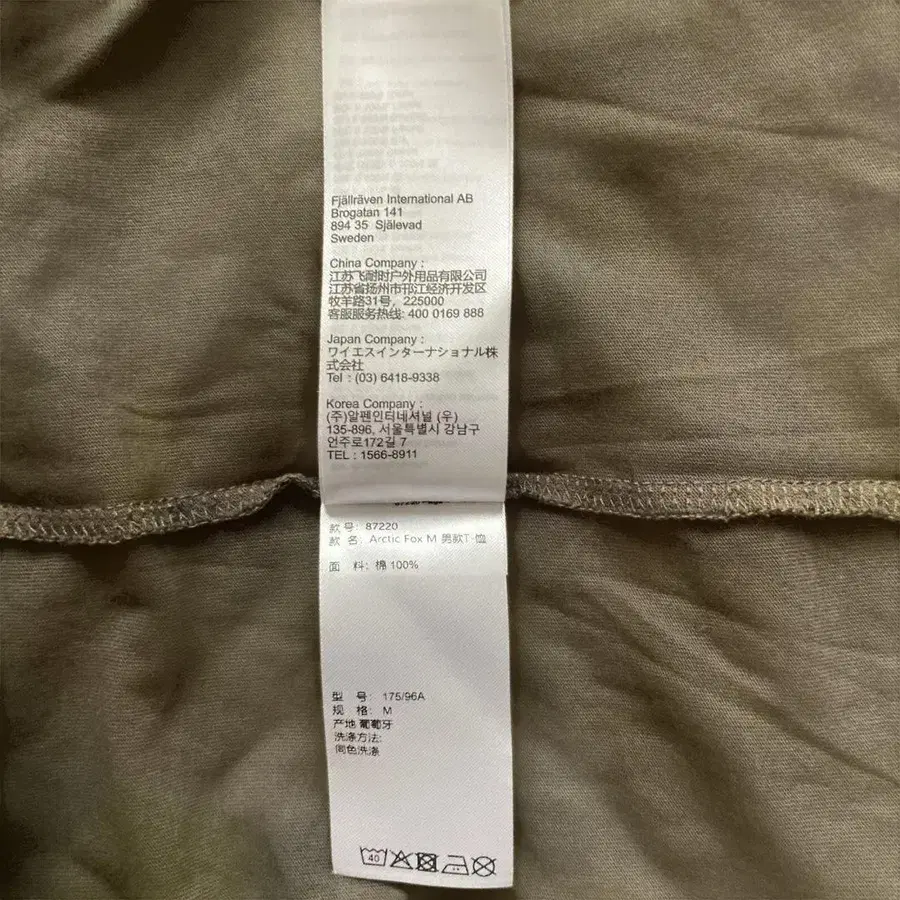 Fjällräven International AB
Brogatan 141
894 35 Själevad
Sweden
China Company :
江苏飞耐时户外用品有限公司
江苏省扬州市邗江经济开发区
牧羊路31号, 225000
客服服务热线: 400 0169 888
Japan Company :
ワイエスインターナショナル株
式会社
Tel : (03) 6418-9338
Korea Company :
(주)알펜인터네셔널 (우)
135-896, 서울특별시 강남구
언주로172길 7
TEL : 1566-8911
款 号: 87220
款 名: Arctic Fox M 男款T-恤
面 料: 棉 100%
型 号: 175/96A
规 格: M
产地 葡萄牙
洗涤方法:
同色洗涤
40